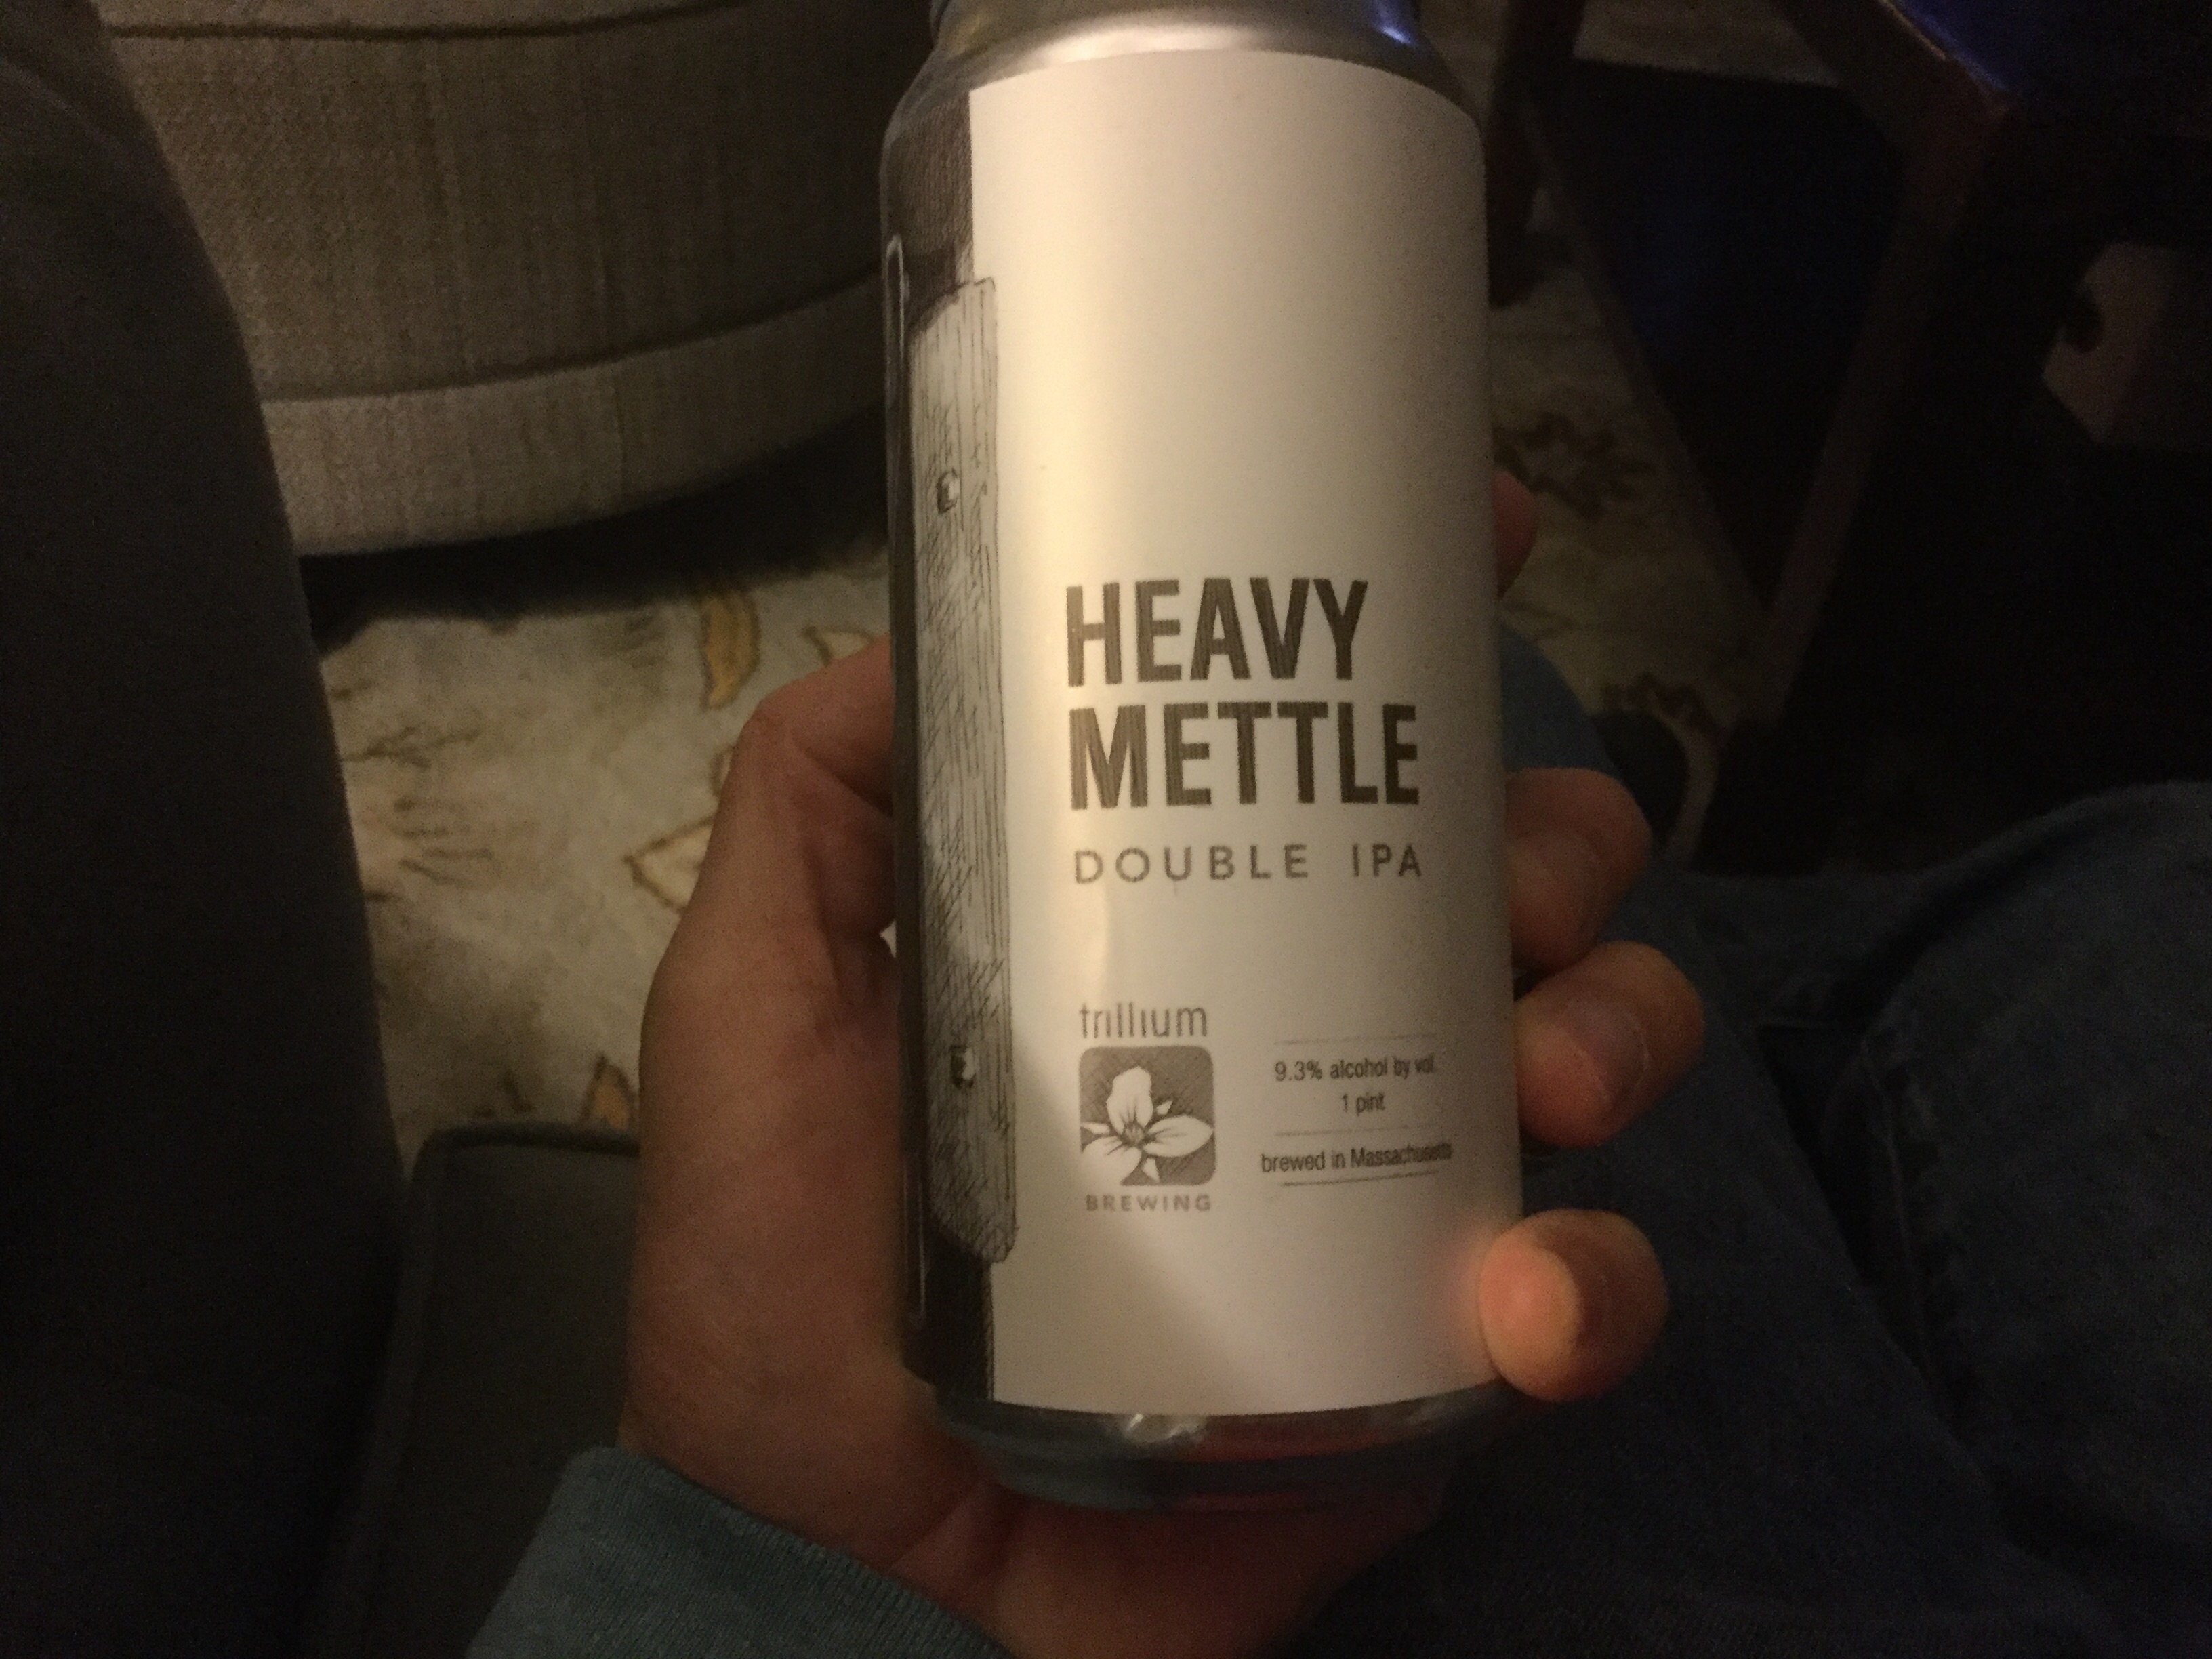 HEAVY
METTLE
DOUBLE IPA
trillium
BREWING
9.3% alcohol by vol.
1 pint
brewed in Massachusetts